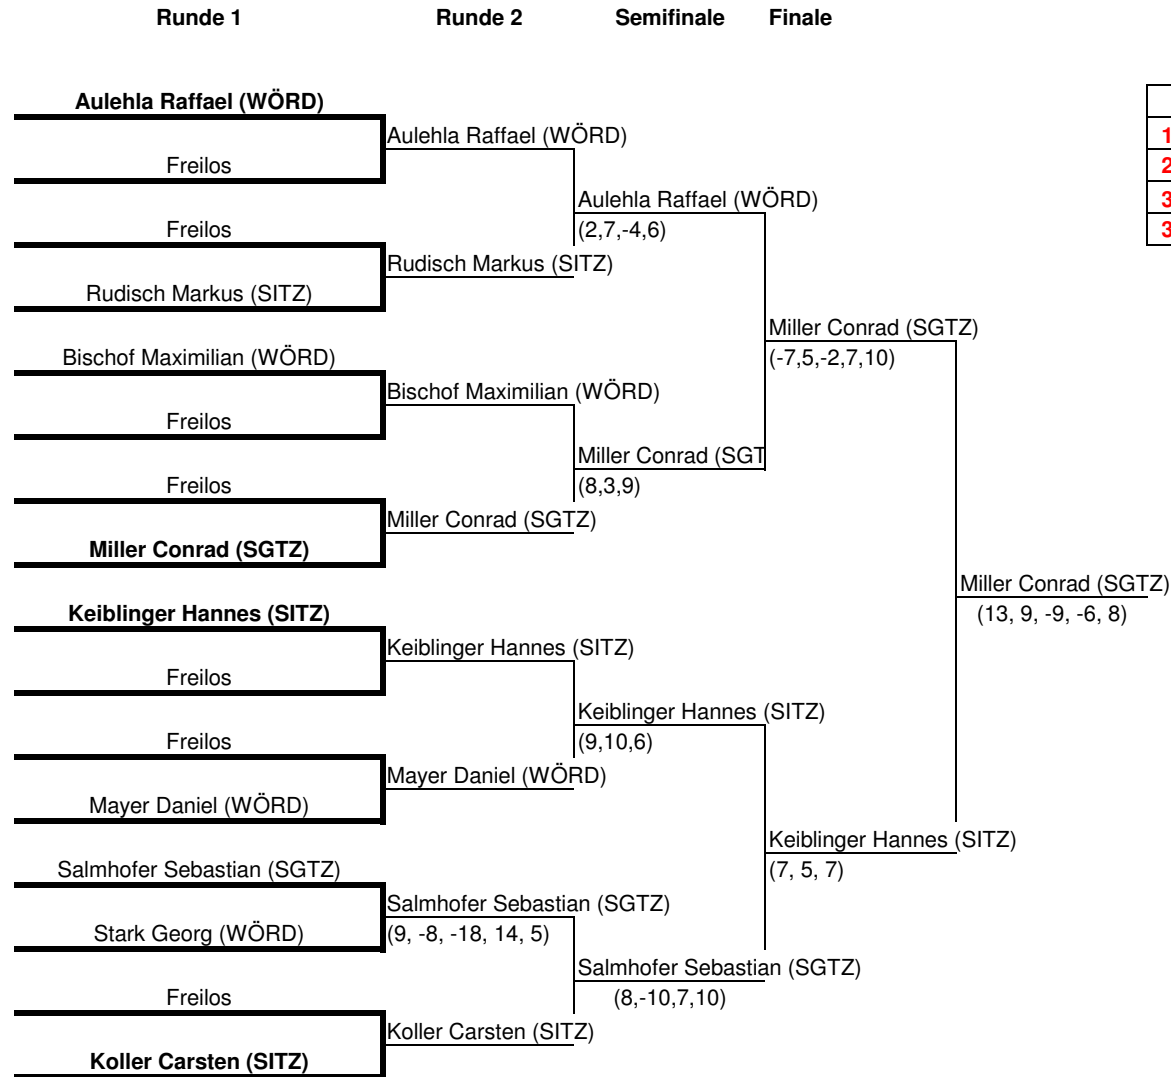 Runde 1 Runde 2 Semifinale Finale
Aulehla Raffael (WÖRD)
1
Aulehla Raffael (WÖRD)
Freilos
2
Aulehla Raffael (WÖRD)
3
Freilos
(2,7,-4,6)
3
Rudisch Markus (SITZ)
Rudisch Markus (SITZ)
Miller Conrad (SGTZ)
Bischof Maximilian (WÖRD)
(-7,5,-2,7,10)
Bischof Maximilian (WÖRD)
Freilos
Miller Conrad (SGT
Freilos
(8,3,9)
Miller Conrad (SGTZ)
Miller Conrad (SGTZ)
Miller Conrad (SGTZ)
Keiblinger Hannes (SITZ)
(13, 9, -9, -6, 8)
Keiblinger Hannes (SITZ)
Freilos
Keiblinger Hannes (SITZ)
Freilos
(9,10,6)
Mayer Daniel (WÖRD)
Mayer Daniel (WÖRD)
Keiblinger Hannes (SITZ)
Salmhofer Sebastian (SGTZ)
(7, 5, 7)
Salmhofer Sebastian (SGTZ)
Stark Georg (WÖRD)
(9, -8, -18, 14, 5)
Salmhofer Sebastian (SGTZ)
Freilos
(8,-10,7,10)
Koller Carsten (SITZ)
Koller Carsten (SITZ)